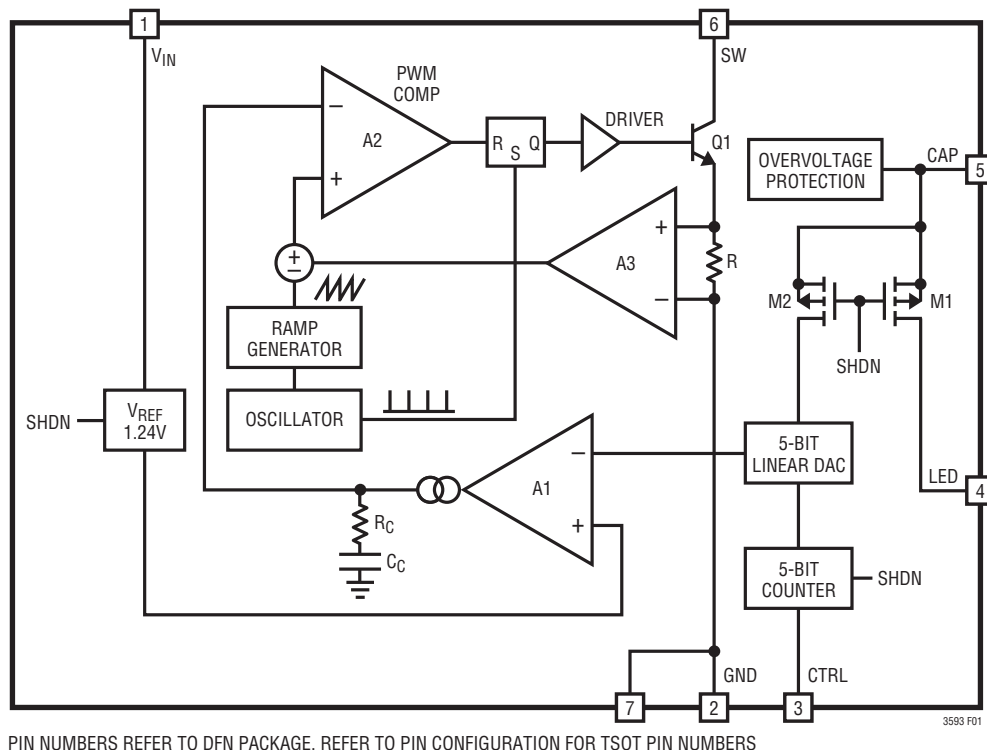 1
6
VIN
SW
PWM
COMP
−
A2
+
R S Q
DRIVER
Q1
OVERVOLTAGE
PROTECTION
CAP
5
+
−
A3
+
−
R
M2
M1
SHDN
RAMP
GENERATOR
OSCILLATOR
SHDN
VREF
1.24V
A1
−
+
5-BIT
LINEAR DAC
LED
4
RC
CC
5-BIT
COUNTER
SHDN
GND
CTRL
7
2
3
3593 F01
PIN NUMBERS REFER TO DFN PACKAGE. REFER TO PIN CONFIGURATION FOR TSOT PIN NUMBERS